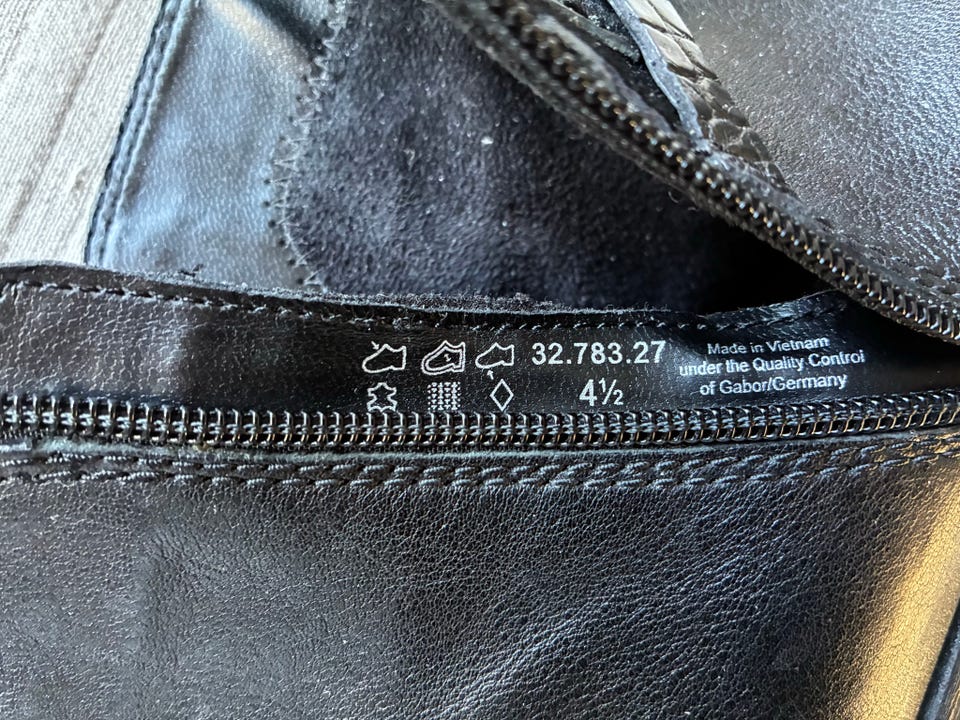 32.783.27
4½
Made in Vietnam
under the Quality Control
of Gabor/Germany